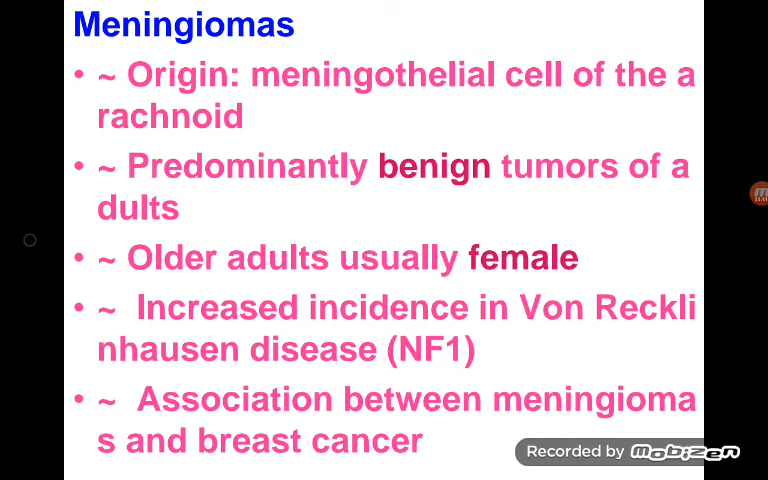 Meningiomas
• ~ Origin: meningothelial cell of the a
rachnoid
• ~ Predominantly benign tumors of a
dults
• ~ Older adults usually female
• ~ Increased incidence in Von Reckli
nhausen disease (NF1)
• ~ Association between meningioma
s and breast cancer
Recorded by mobizen